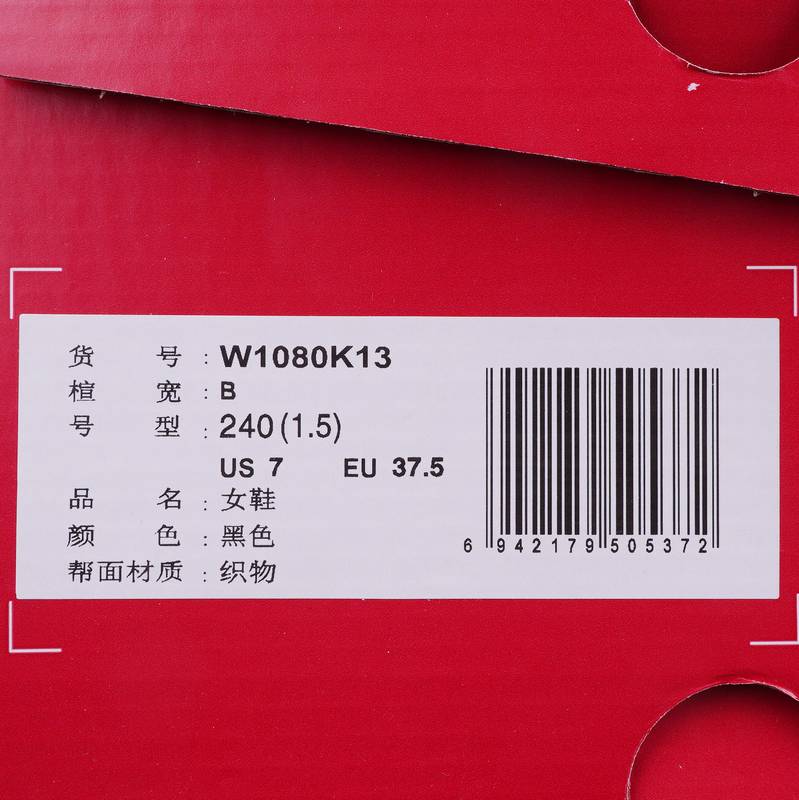 货 号 : W1080K13
楦 宽 : B
号 型 : 240(1.5)
US 7 EU 37.5
品 名 : 女鞋
颜 色 : 黑色
帮面材质 : 织物
6 942179 505372